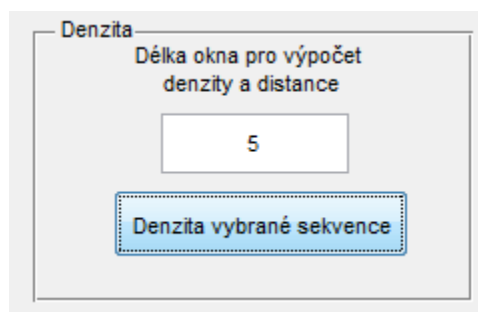 Denzita
Délka okna pro výpočet
denzity a distance
5
Denzita vybrané sekvence